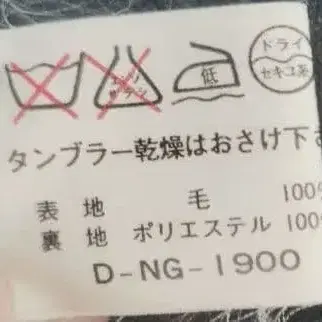 低 ドライ
セキユ系
タンブラー乾燥はおさけ下さ
表地 毛 100%
裏地 ポリエステル 100%
D-NG-1900